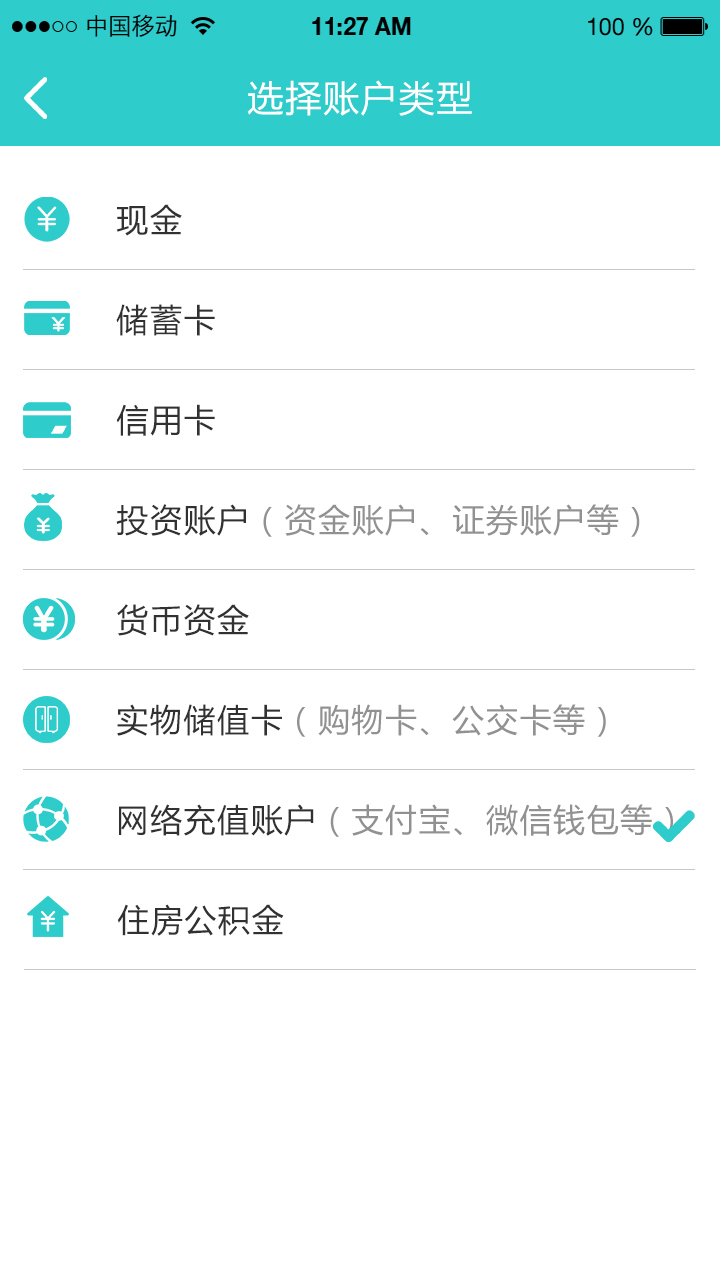 中国移动 11:27 AM 100 %
选择账户类型
¥ 现金
¥ 储蓄卡
信用卡
¥ 投资账户（资金账户、证券账户等）
¥ 货币资金
实物储值卡（购物卡、公交卡等）
网络充值账户（支付宝、微信钱包等）
¥ 住房公积金